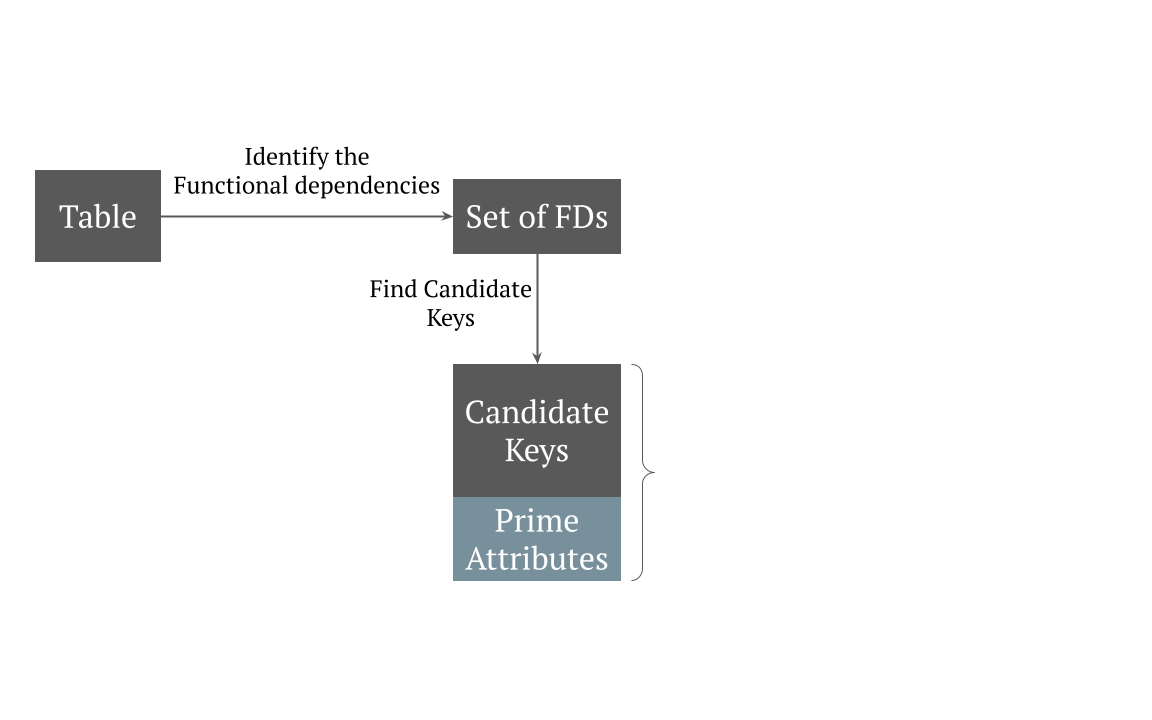 Identify the
Functional dependencies
Table
Set of FDs
Find Candidate
Keys
Candidate
Keys
Prime
Attributes